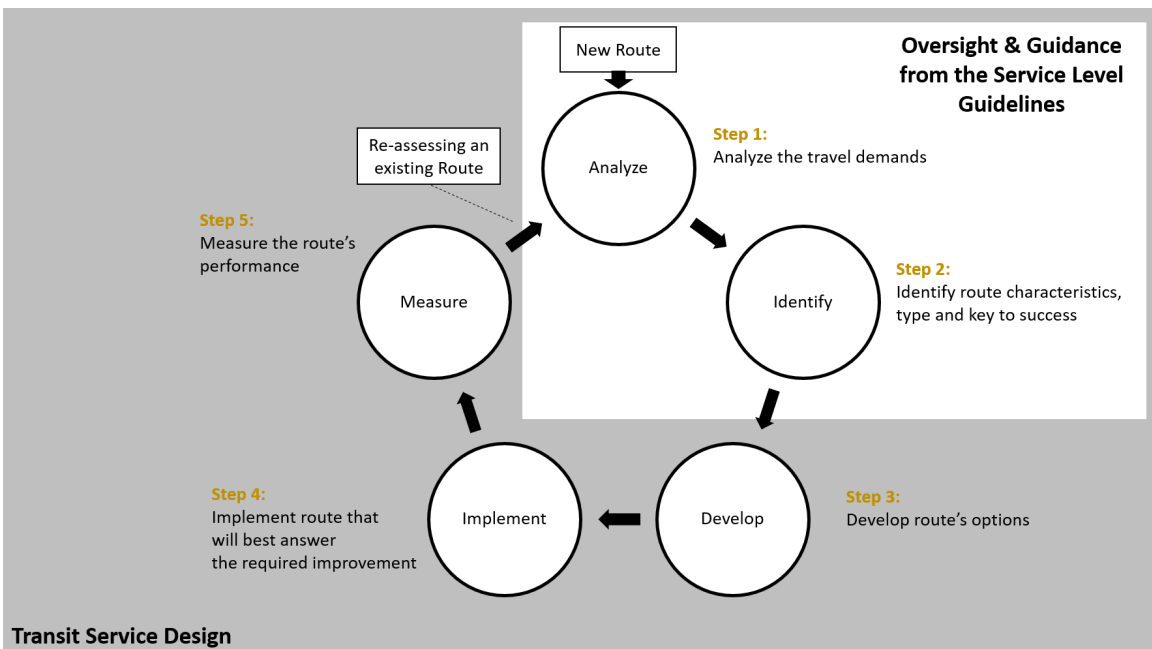 New Route
Oversight & Guidance
from the Service Level
Guidelines
Re-assessing an
existing Route
Analyze
Step 1:
Analyze the travel demands
Step 5:
Measure the route's
performance
Measure
Identify
Step 2:
Identify route characteristics,
type and key to success
Step 4:
Implement route that
will best answer
the required improvement
Implement
Develop
Step 3:
Develop route's options
Transit Service Design